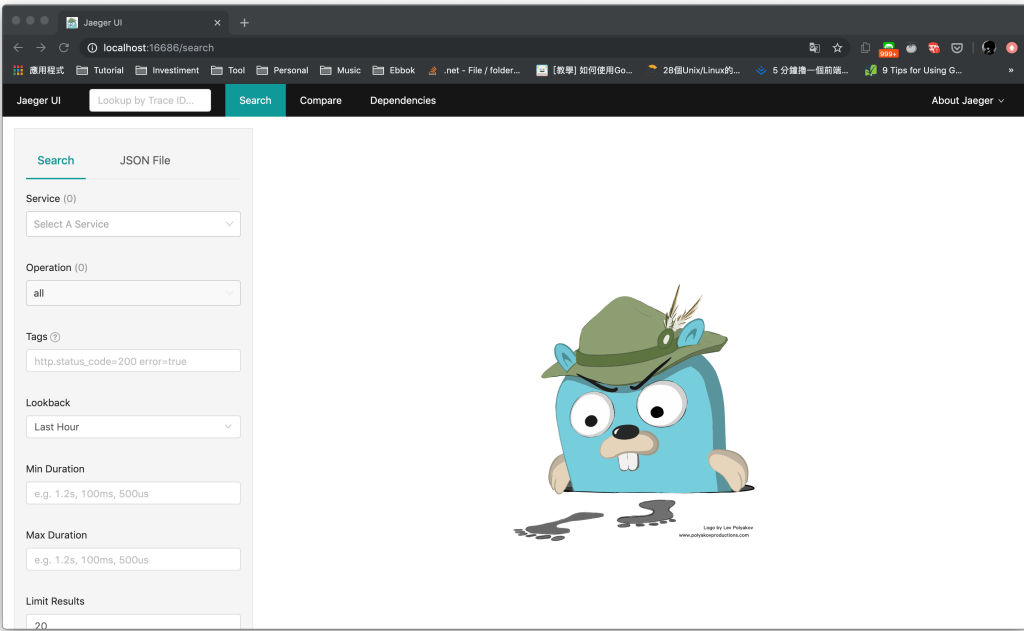 Jaeger UI
localhost:16686/search
999+
應用程式 Tutorial Investiment Tool Personal Music Ebbok .net - File / folder... [教學] 如何使用Go... 28個Unix/Linux的... 5 分鐘擼一個前端... 9 Tips for Using G... »
Jaeger UI Lookup by Trace ID... Search Compare Dependencies About Jaeger
Search JSON File
Service (0)
Select A Service
Operation (0)
all
Tags ?
http.status_code=200 error=true
Lookback
Last Hour
Min Duration
e.g. 1.2s, 100ms, 500us
Max Duration
e.g. 1.2s, 100ms, 500us
Limit Results
20
Logo by Lev Polyakov
www.polyakovproductions.com